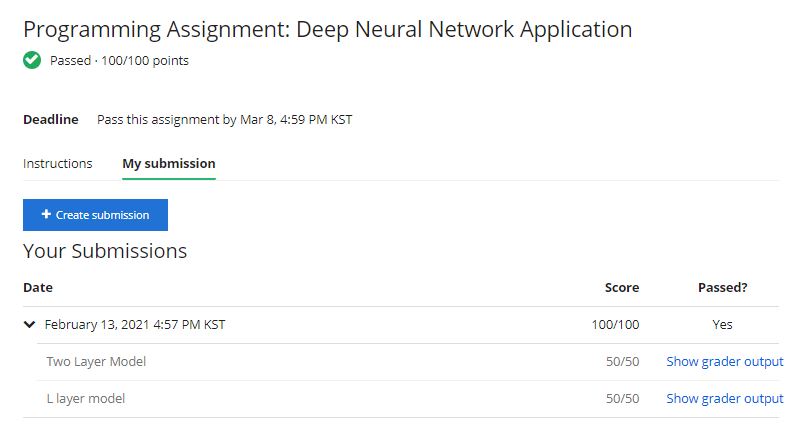 Programming Assignment: Deep Neural Network Application
Passed · 100/100 points
Deadline Pass this assignment by Mar 8, 4:59 PM KST
Instructions My submission
+ Create submission
Your Submissions
Date Score Passed?
February 13, 2021 4:57 PM KST 100/100 Yes
Two Layer Model 50/50 Show grader output
L layer model 50/50 Show grader output